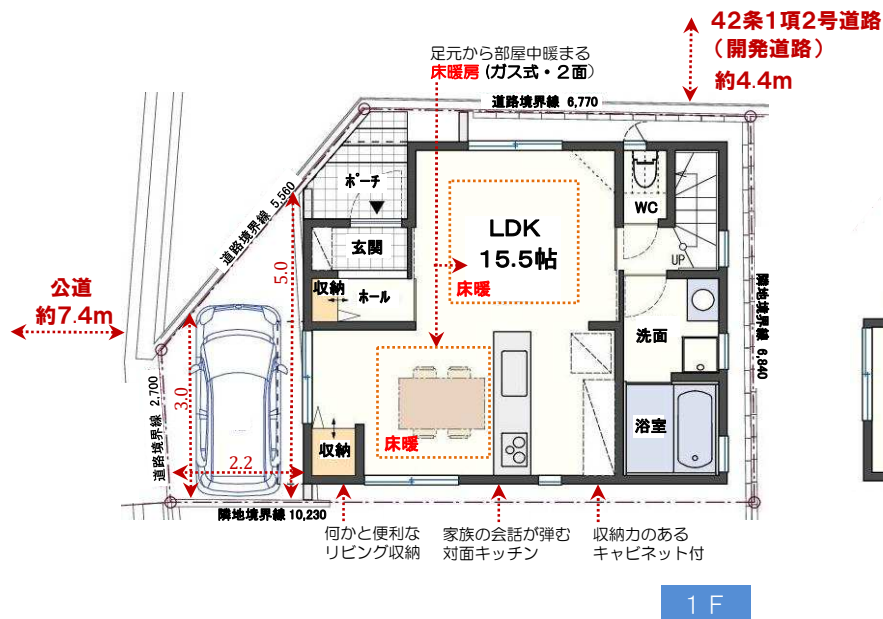 42条1項2号道路
（開発道路）
約4.4m
足元から部屋中暖まる
床暖房 (ガス式・2面)
道路境界線 6,770
道路境界線 5,560
ポーチ
WC
LDK
15.5帖
玄関
UP
5.0
収納
ホール
床暖
公道
約7.4m
隣地境界線 6,840
洗面
3.0
道路境界線 2,700
浴室
床暖
収納
2.2
隣地境界線 10,230
何かと便利な
リビング収納
家族の会話が弾む
対面キッチン
収納力のある
キャビネット付
1F